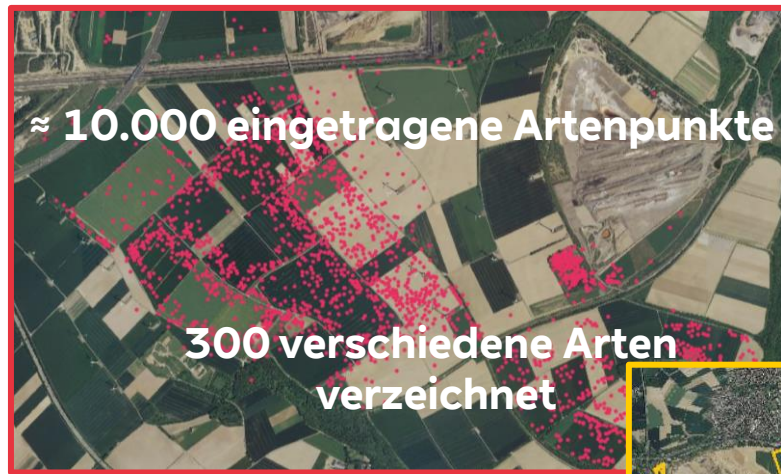 ≈ 10.000 eingetragene Artenpunkte
300 verschiedene Arten
verzeichnet